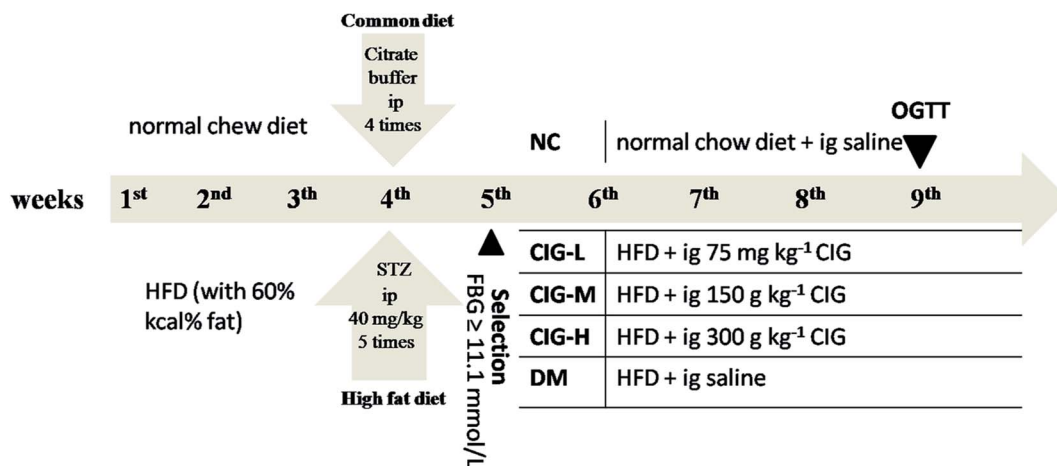 Common diet
Citrate
buffer
ip
4 times
normal chew diet
OGTT
NC normal chow diet + ig saline
weeks 1st 2nd 3th 4th 5th 6th 7th 8th 9th
HFD (with 60%
kcal% fat)
STZ
ip
40 mg/kg
5 times
High fat diet
Selection
FBG ≥ 11.1 mmol/L
CIG-L HFD + ig 75 mg kg-1 CIG
CIG-M HFD + ig 150 g kg-1 CIG
CIG-H HFD + ig 300 g kg-1 CIG
DM HFD + ig saline